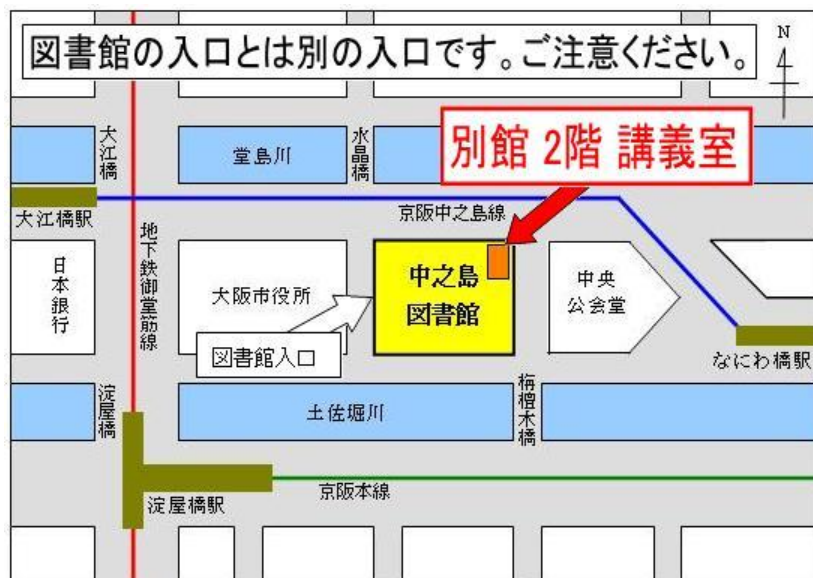 図書館の入口とは別の入口です。ご注意ください。
N
大江橋
堂島川
水晶橋
別館 2階 講義室
大江橋駅
京阪中之島線
地下鉄御堂筋線
日本銀行
大阪市役所
中之島
図書館
中央
公会堂
図書館入口
なにわ橋駅
淀屋橋
土佐堀川
栴檀木橋
淀屋橋駅
京阪本線